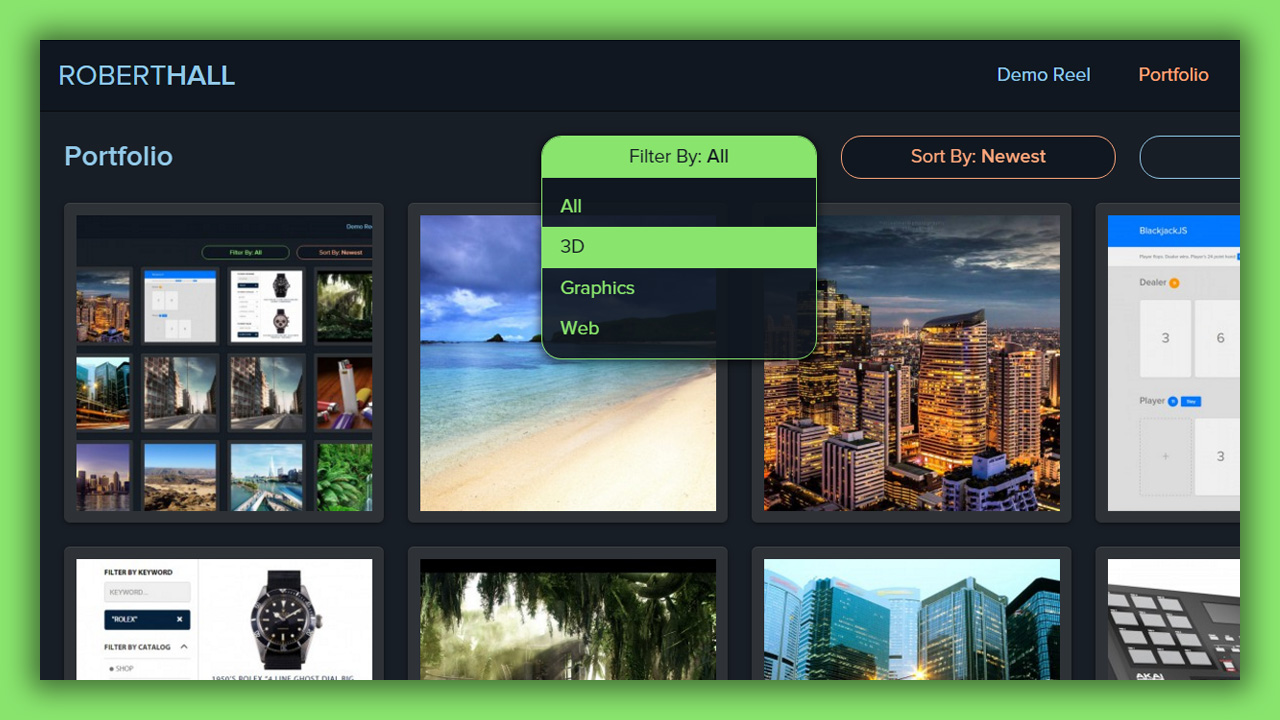 ROBERTHALL
Demo Reel
Portfolio
Portfolio
Filter By: All
Sort By: Newest
All
3D
Graphics
Web
Filter By: All
Sort By: Newest
BlackjackJS
Dealer
3
6
Player
Stay
+
3
FILTER BY KEYWORD
KEYWORD...
"ROLEX" ×
FILTER BY CATALOG
SHOP
1950'S ROLEX "4 LINE GHOST DIAL BIG
AKAI